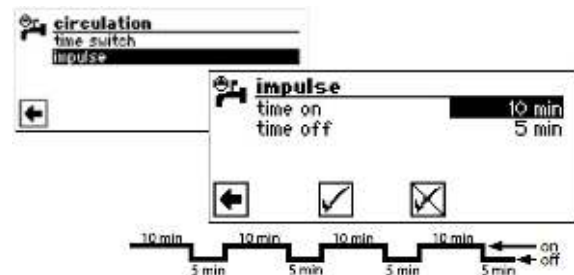 circulation
time switch
impulse
impulse
time on 10 min
time off 5 min
10 min 10 min 10 min 10 min on
off
5 min 5 min 5 min 5 min